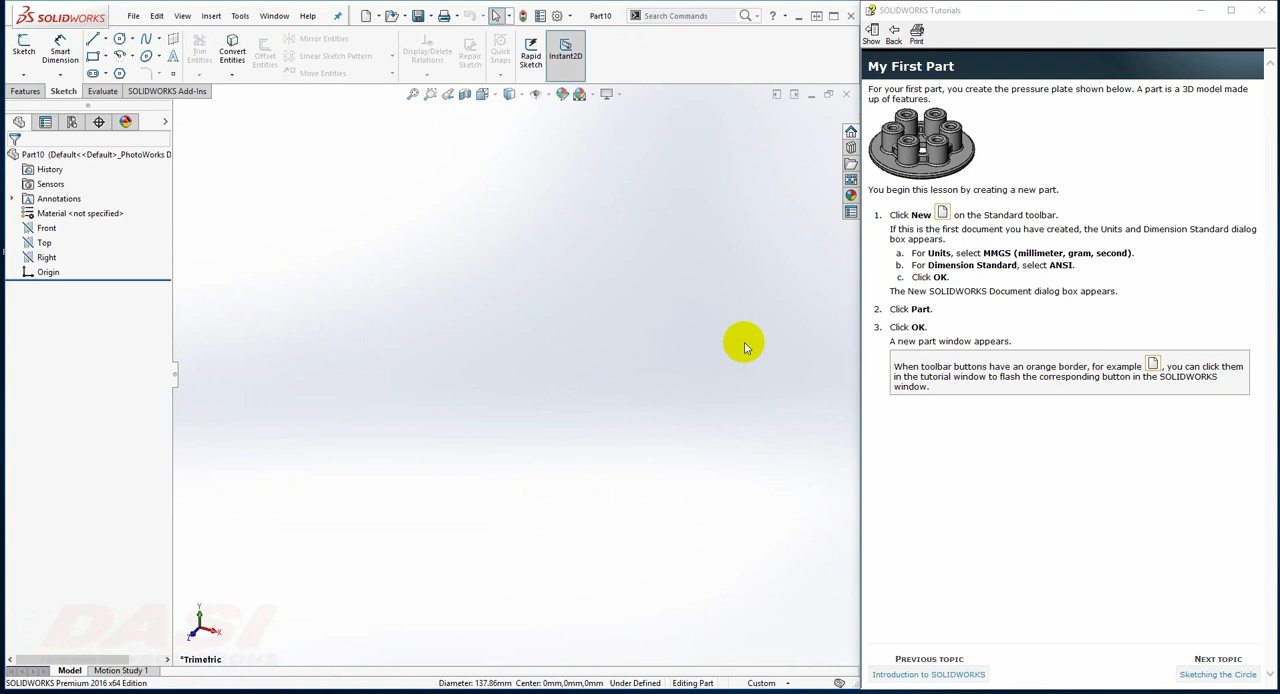 SOLIDWORKS
File Edit View Insert Tools Window Help
Part10
Search Commands
SOLIDWORKS Tutorials
Show Back Print
Sketch
Smart Dimension
Trim Entities
Convert Entities
Offset Entities
Mirror Entities
Linear Sketch Pattern
Move Entities
Display/Delete Relations
Repair Sketch
Quick Snaps
Rapid Sketch
Instant2D
Features Sketch Evaluate SOLIDWORKS Add-Ins
Part10 (Default<<Default>_PhotoWorks D
History
Sensors
Annotations
Material <not specified>
Front
Top
Right
Origin
Y
X
Z
*Trimetric
DASI
Model Motion Study 1
SOLIDWORKS Premium 2016 x64 Edition
Diameter: 137.86mm Center: 0mm,0mm,0mm Under Defined Editing Part Custom
My First Part
For your first part, you create the pressure plate shown below. A part is a 3D model made
up of features.
You begin this lesson by creating a new part.
1. Click New on the Standard toolbar.
If this is the first document you have created, the Units and Dimension Standard dialog
box appears.
a. For Units, select MMGS (millimeter, gram, second).
b. For Dimension Standard, select ANSI.
c. Click OK.
The New SOLIDWORKS Document dialog box appears.
2. Click Part.
3. Click OK.
A new part window appears.
When toolbar buttons have an orange border, for example , you can click them
in the tutorial window to flash the corresponding button in the SOLIDWORKS
window.
PREVIOUS TOPIC
Introduction to SOLIDWORKS
NEXT TOPIC
Sketching the Circle